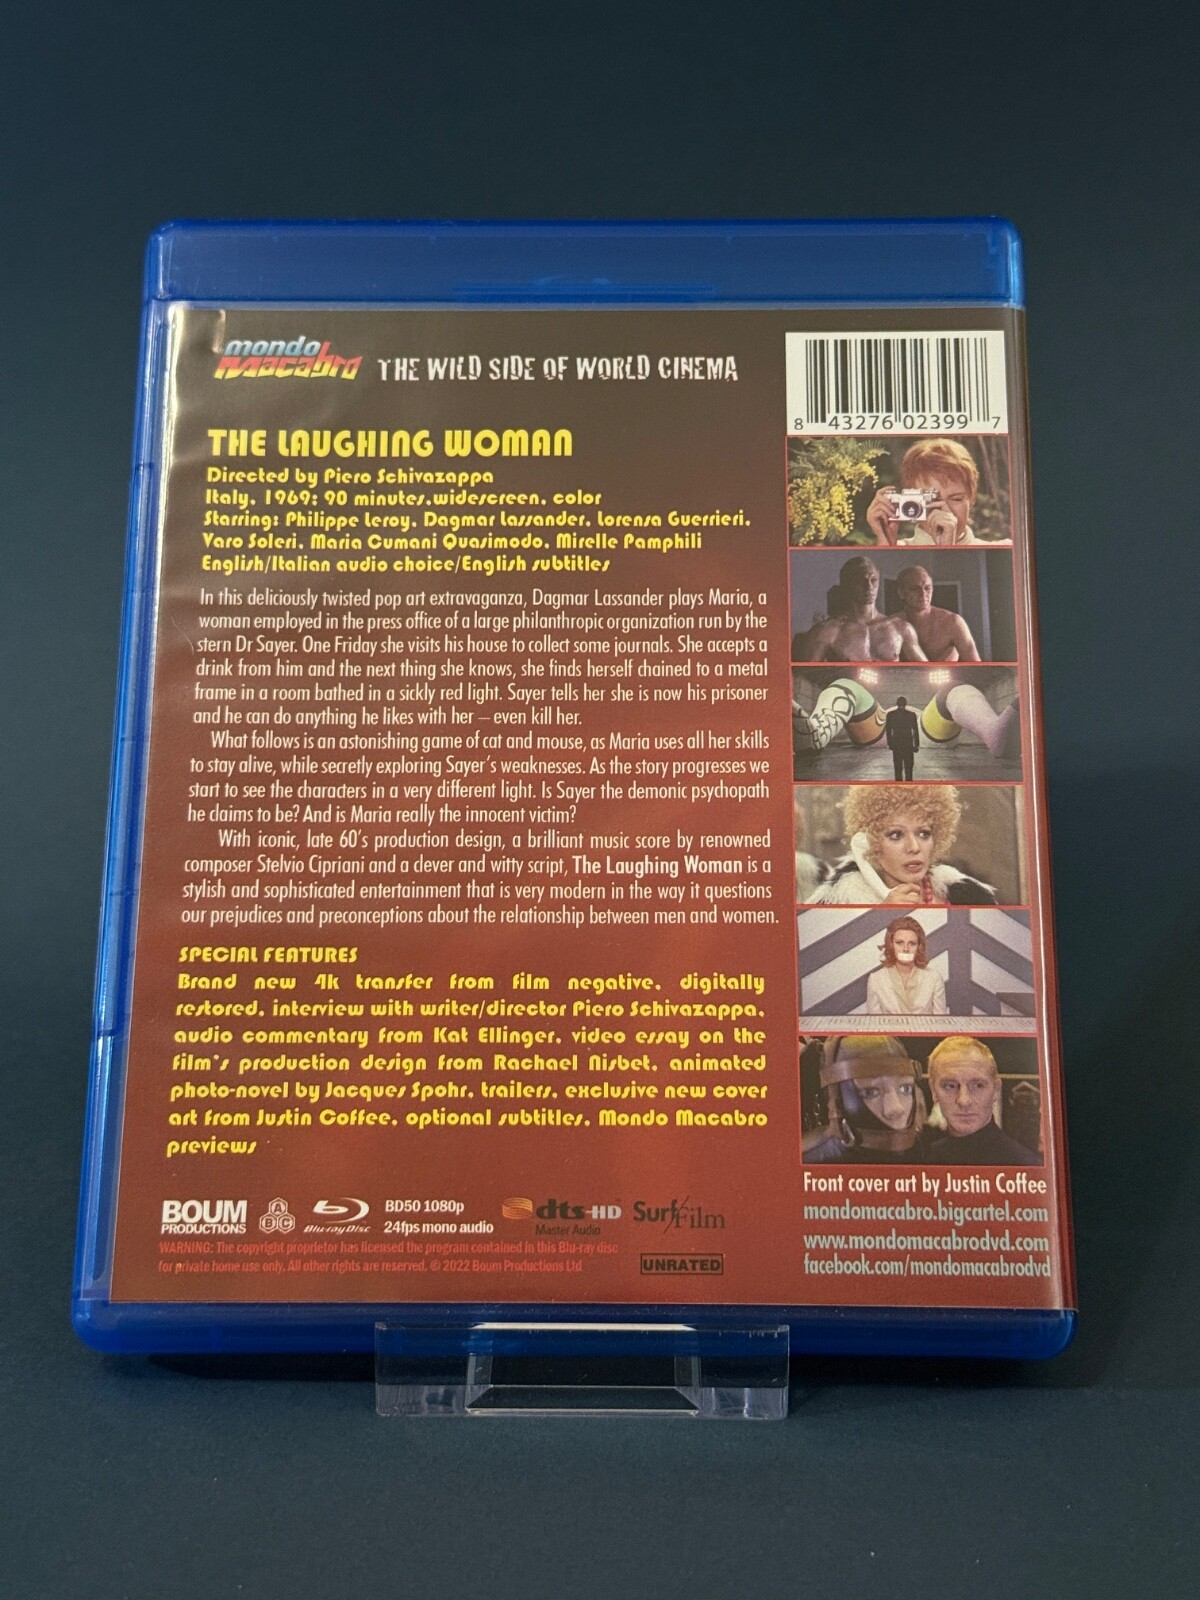 mondo
Macabro
THE WILD SIDE OF WORLD CINEMA
8 43276 02399 7
THE LAUGHING WOMAN
Directed by Piero Schivazappa
Italy, 1969: 90 minutes,widescreen, color
Starring: Philippe Leroy, Dagmar Lassander, Lorensa Guerrieri,
Varo Soleri, Maria Cumani Quasimodo, Mirelle Pamphili
English/Italian audio choice/English subtitles
In this deliciously twisted pop art extravaganza, Dagmar Lassander plays Maria, a
woman employed in the press office of a large philanthropic organization run by the
stern Dr Sayer. One Friday she visits his house to collect some journals. She accepts a
drink from him and the next thing she knows, she finds herself chained to a metal
frame in a room bathed in a sickly red light. Sayer tells her she is now his prisoner
and he can do anything he likes with her – even kill her.
What follows is an astonishing game of cat and mouse, as Maria uses all her skills
to stay alive, while secretly exploring Sayer's weaknesses. As the story progresses we
start to see the characters in a very different light. Is Sayer the demonic psychopath
he claims to be? And is Maria really the innocent victim?
With iconic, late 60's production design, a brilliant music score by renowned
composer Stelvio Cipriani and a clever and witty script, The Laughing Woman is a
stylish and sophisticated entertainment that is very modern in the way it questions
our prejudices and preconceptions about the relationship between men and women.
SPECIAL FEATURES
Brand new 4k transfer from film negative, digitally
restored, interview with writer/director Piero Schivazappa,
audio commentary from Kat Ellinger, video essay on the
film's production design from Rachael Nisbet, animated
photo-novel by Jacques Spohr, trailers, exclusive new cover
art from Justin Coffee, optional subtitles, Mondo Macabro
previews
Front cover art by Justin Coffee
mondomacabro.bigcartel.com
www.mondomacabrodvd.com
facebook.com/mondomacabrodvd
BOUM
PRODUCTIONS
A B C
Blu-ray Disc
BD50 1080p
24fps mono audio
dts-HD
Master Audio
Surf Film
WARNING: The copyright proprietor has licensed the program contained in this Blu-ray disc
for private home use only. All other rights are reserved. © 2022 Boum Productions Ltd
UNRATED